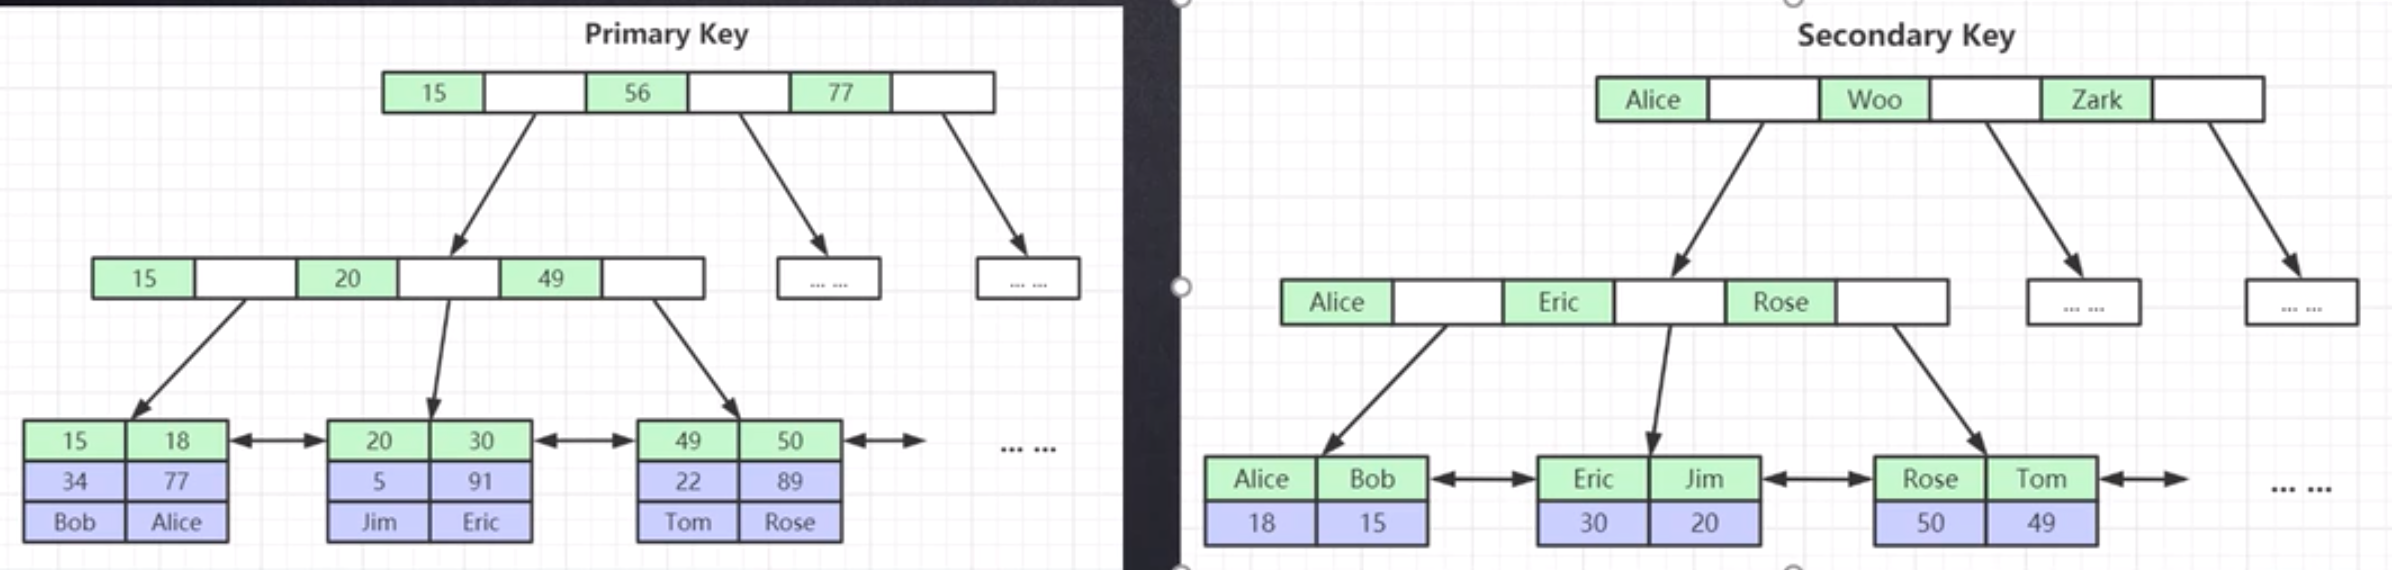 Primary Key
15 56 77
15 20 49 ... ... ... ...
15 18 20 30 49 50 ... ...
34 77 5 91 22 89
Bob Alice Jim Eric Tom Rose
Secondary Key
Alice Woo Zark
Alice Eric Rose ... ... ... ...
Alice Bob Eric Jim Rose Tom ... ...
18 15 30 20 50 49